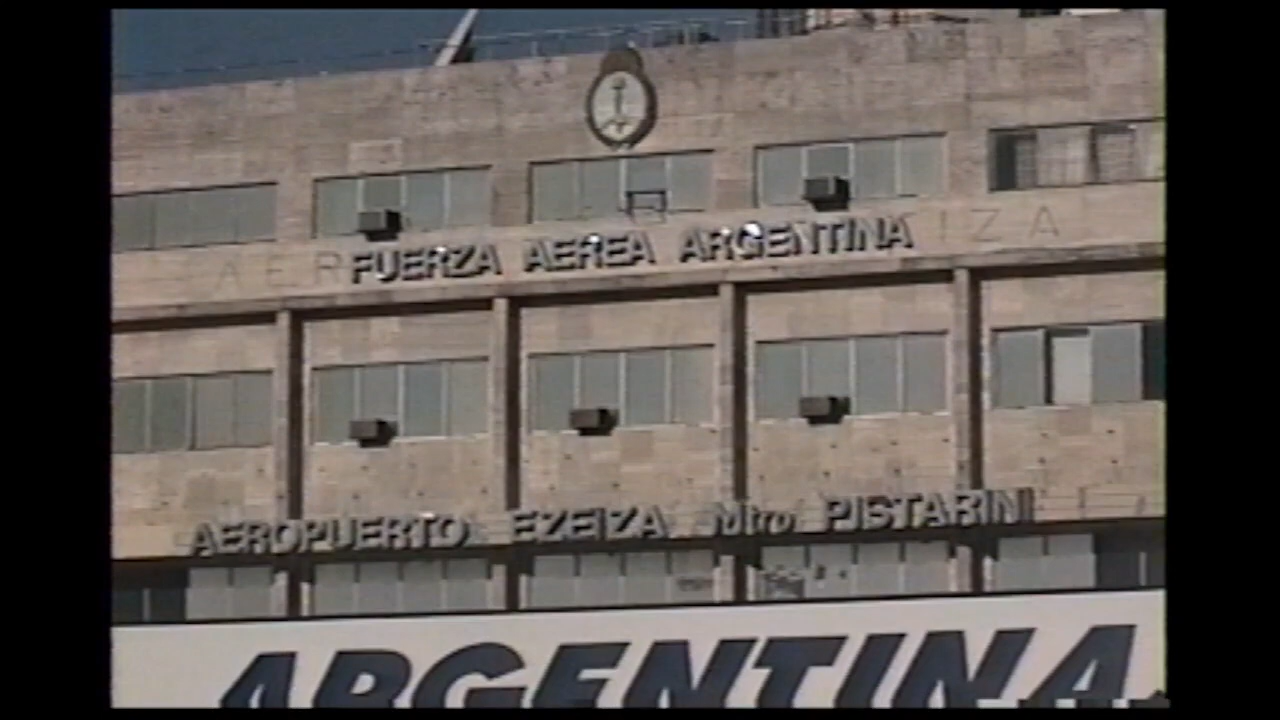 FUERZA AEREA ARGENTINA
AEROPUERTO EZEIZA Mtro PISTARINI
ARGENTINA